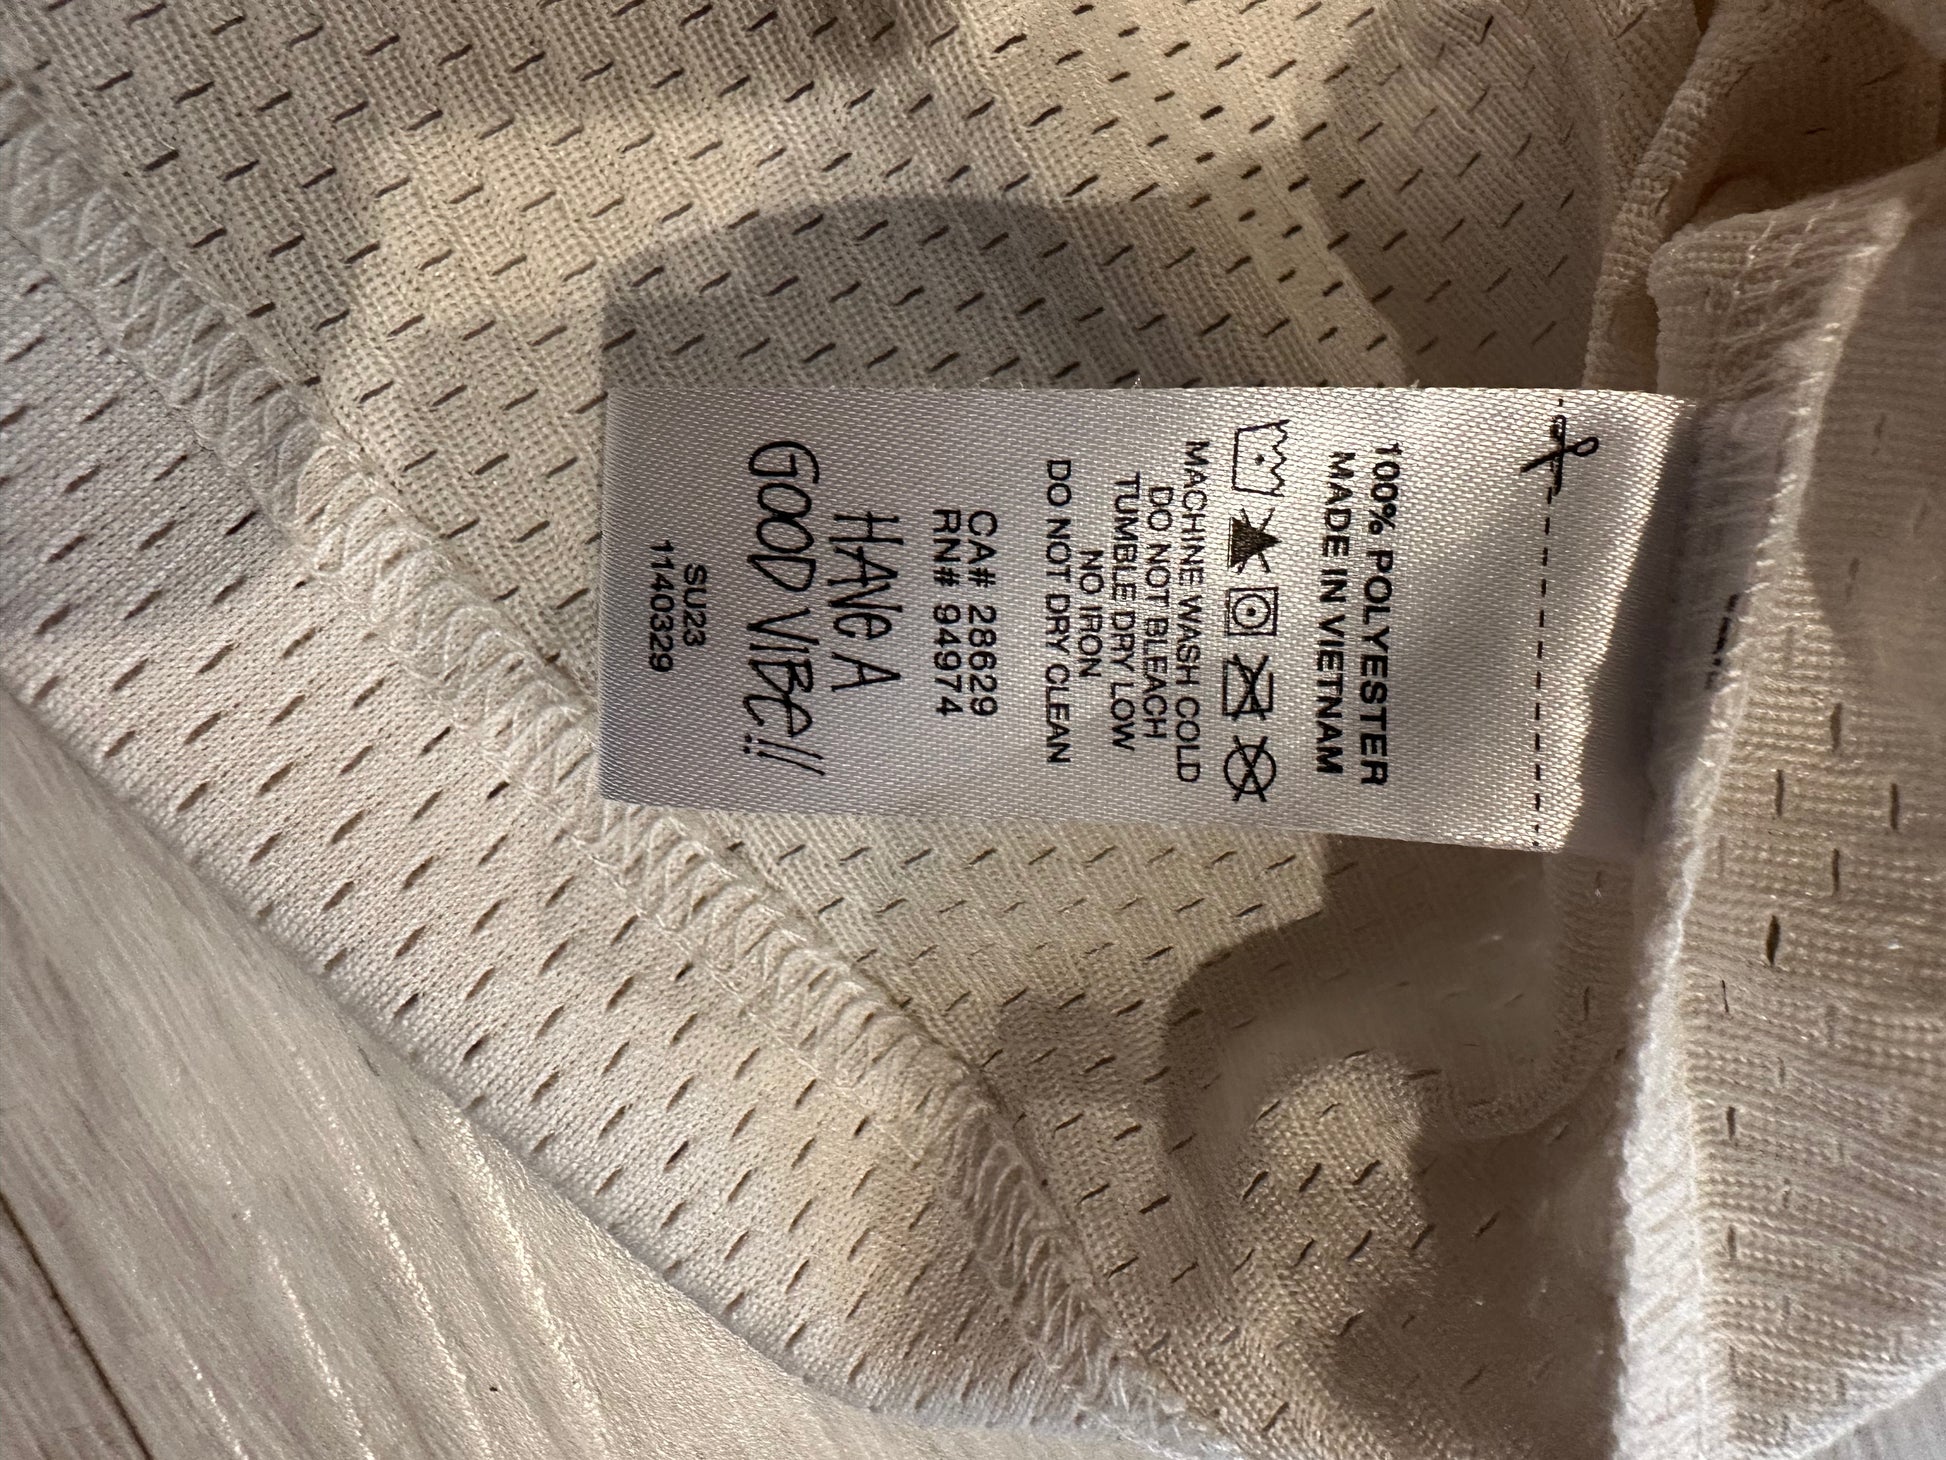 100% POLYESTER
MADE IN VIETNAM
MACHINE WASH COLD
DO NOT BLEACH
TUMBLE DRY LOW
NO IRON
DO NOT DRY CLEAN
CA# 28629
RN# 94974
HAVE A
GOOD VIBE!!
SU23
1140329